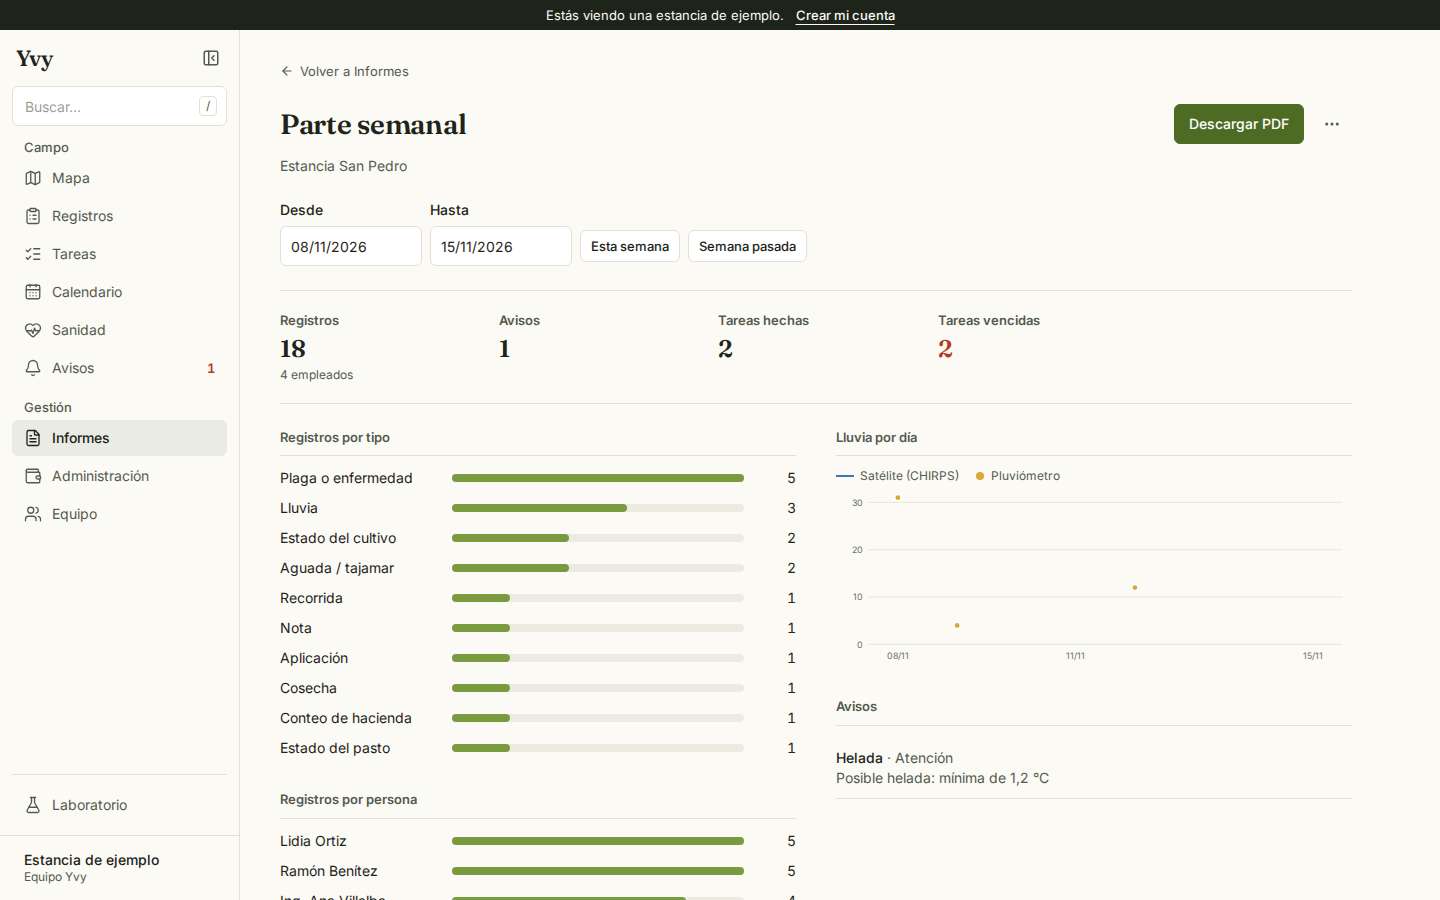 Estás viendo una estancia de ejemplo. Crear mi cuenta
Yvy
Buscar...
/
Campo
Mapa
Registros
Tareas
Calendario
Sanidad
Avisos 1
Gestión
Informes
Administración
Equipo
Laboratorio
Estancia de ejemplo
Equipo Yvy
Volver a Informes
Parte semanal
Descargar PDF
Estancia San Pedro
Desde
Hasta
08/11/2026
15/11/2026
Esta semana
Semana pasada
Registros
18
4 empleados
Avisos
1
Tareas hechas
2
Tareas vencidas
2
Registros por tipo
Plaga o enfermedad 5
Lluvia 3
Estado del cultivo 2
Aguada / tajamar 2
Recorrida 1
Nota 1
Aplicación 1
Cosecha 1
Conteo de hacienda 1
Estado del pasto 1
Registros por persona
Lidia Ortiz 5
Ramón Benítez 5
Lluvia por día
Satélite (CHIRPS) Pluviómetro
30
20
10
0
08/11 11/11 15/11
Avisos
Helada · Atención
Posible helada: mínima de 1,2 °C